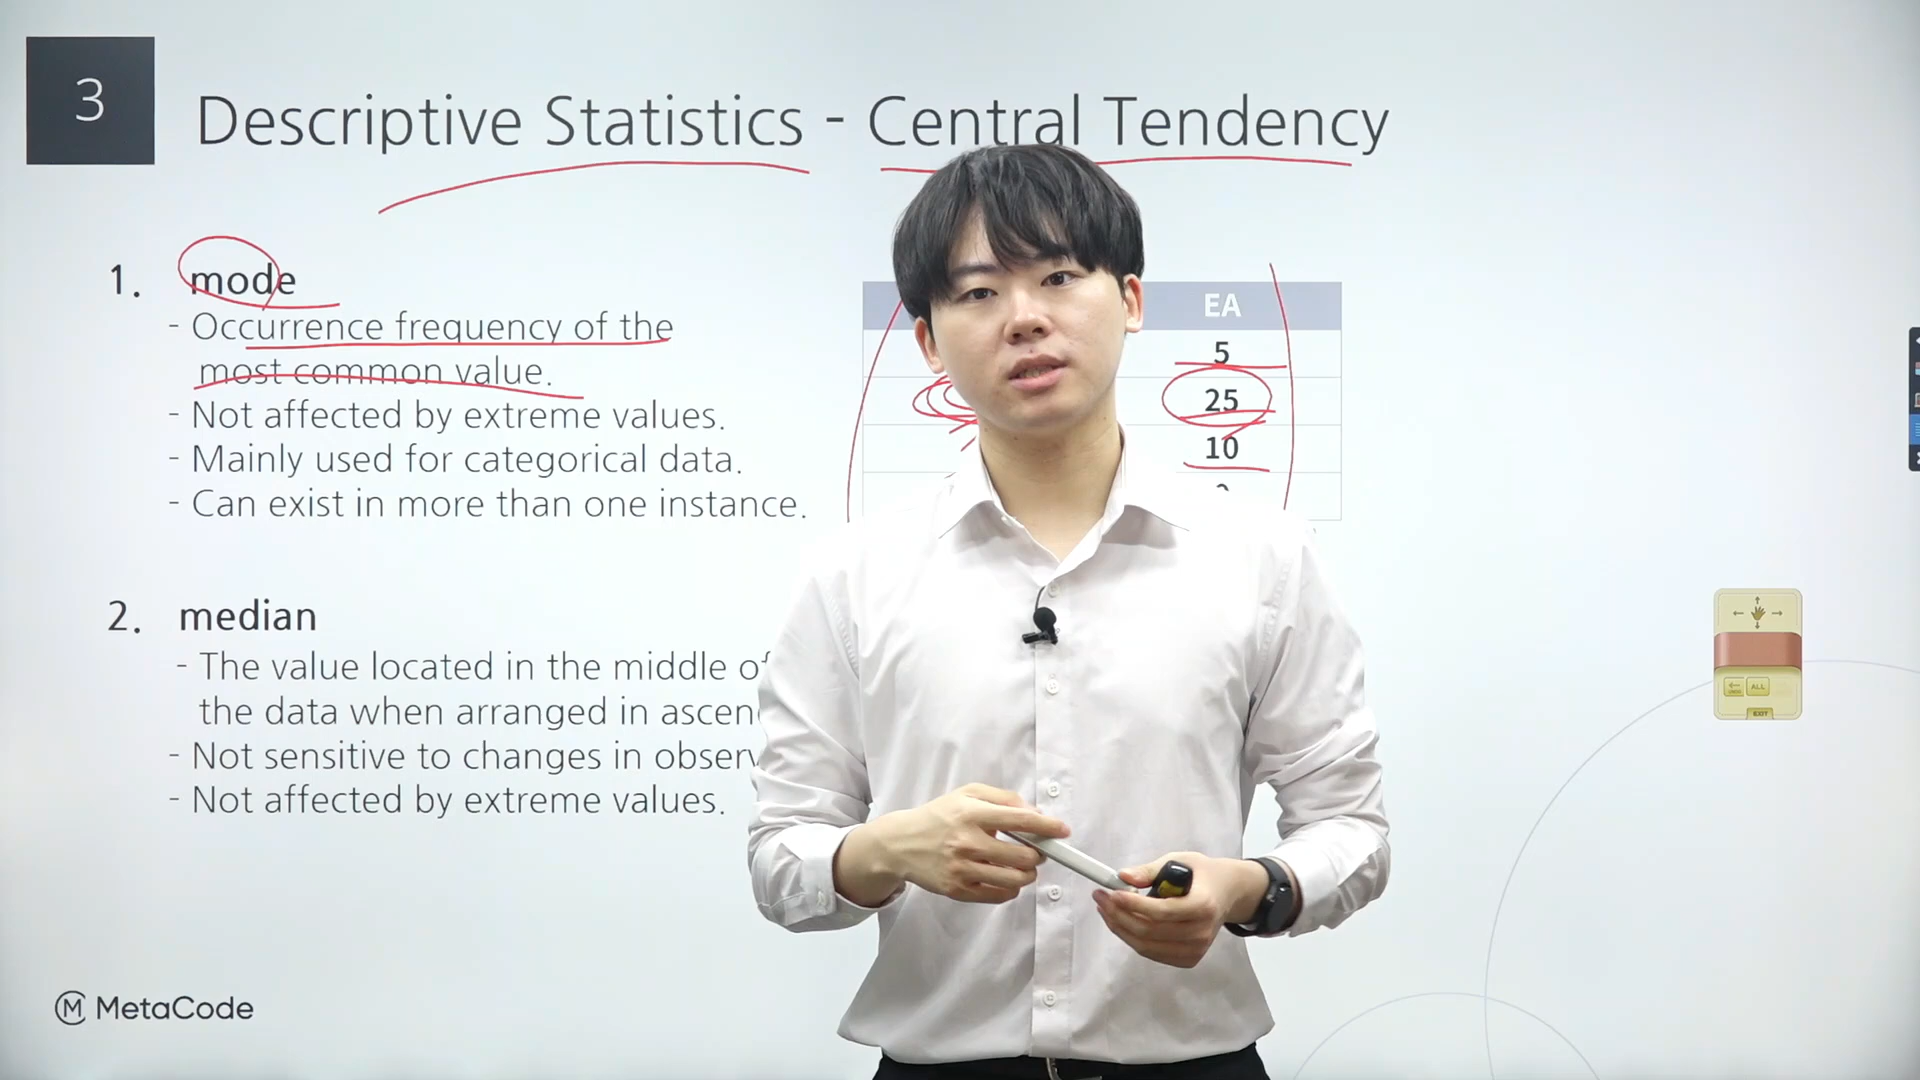 3
Descriptive Statistics - Central Tendency
1. mode
- Occurrence frequency of the
most common value.
- Not affected by extreme values.
- Mainly used for categorical data.
- Can exist in more than one instance.
EA
5
25
10
2. median
- The value located in the middle of
the data when arranged in
- Not sensitive to changes in
- Not affected by extreme values.
ALL
EXIT
M MetaCode